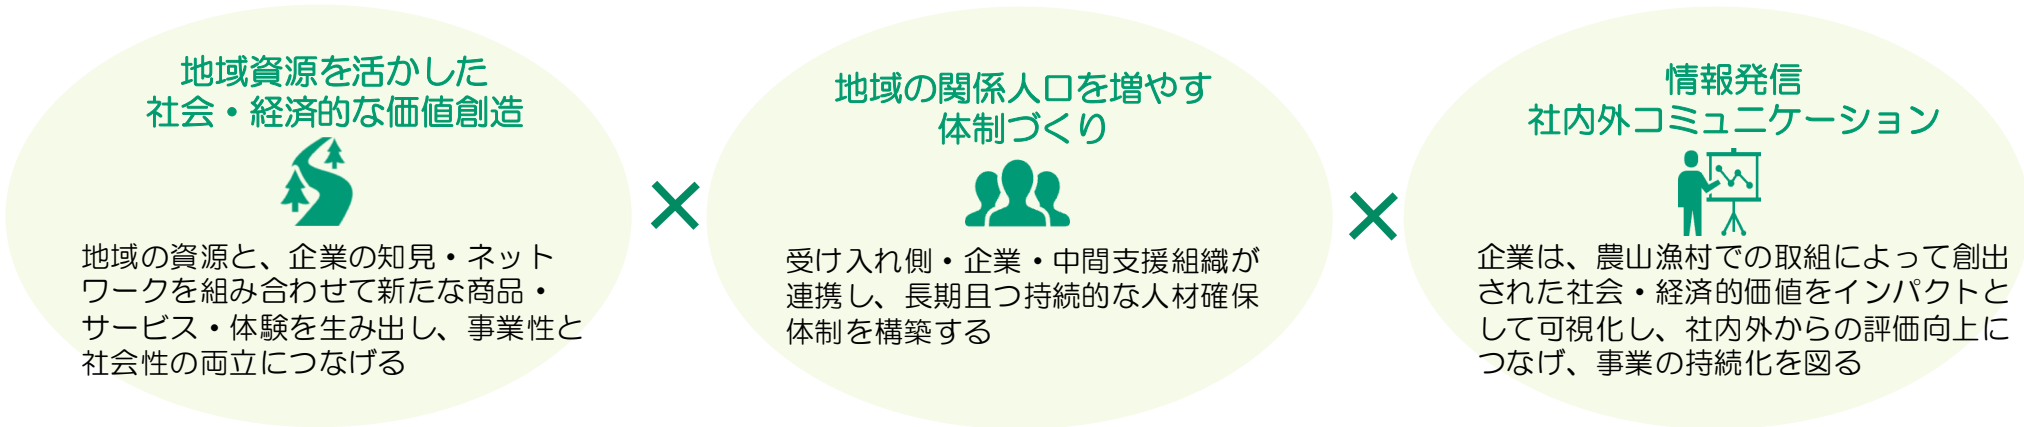 地域資源を活かした
社会・経済的な価値創造
地域の資源と、企業の知見・ネット
ワークを組み合わせて新たな商品・
サービス・体験を生み出し、事業性と
社会性の両立につなげる
×
地域の関係人口を増やす
体制づくり
受け入れ側・企業・中間支援組織が
連携し、長期且つ持続的な人材確保
体制を構築する
×
情報発信
社内外コミュニケーション
企業は、農山漁村での取組によって創出
された社会・経済的価値をインパクトと
して可視化し、社内外からの評価向上に
つなげ、事業の持続化を図る